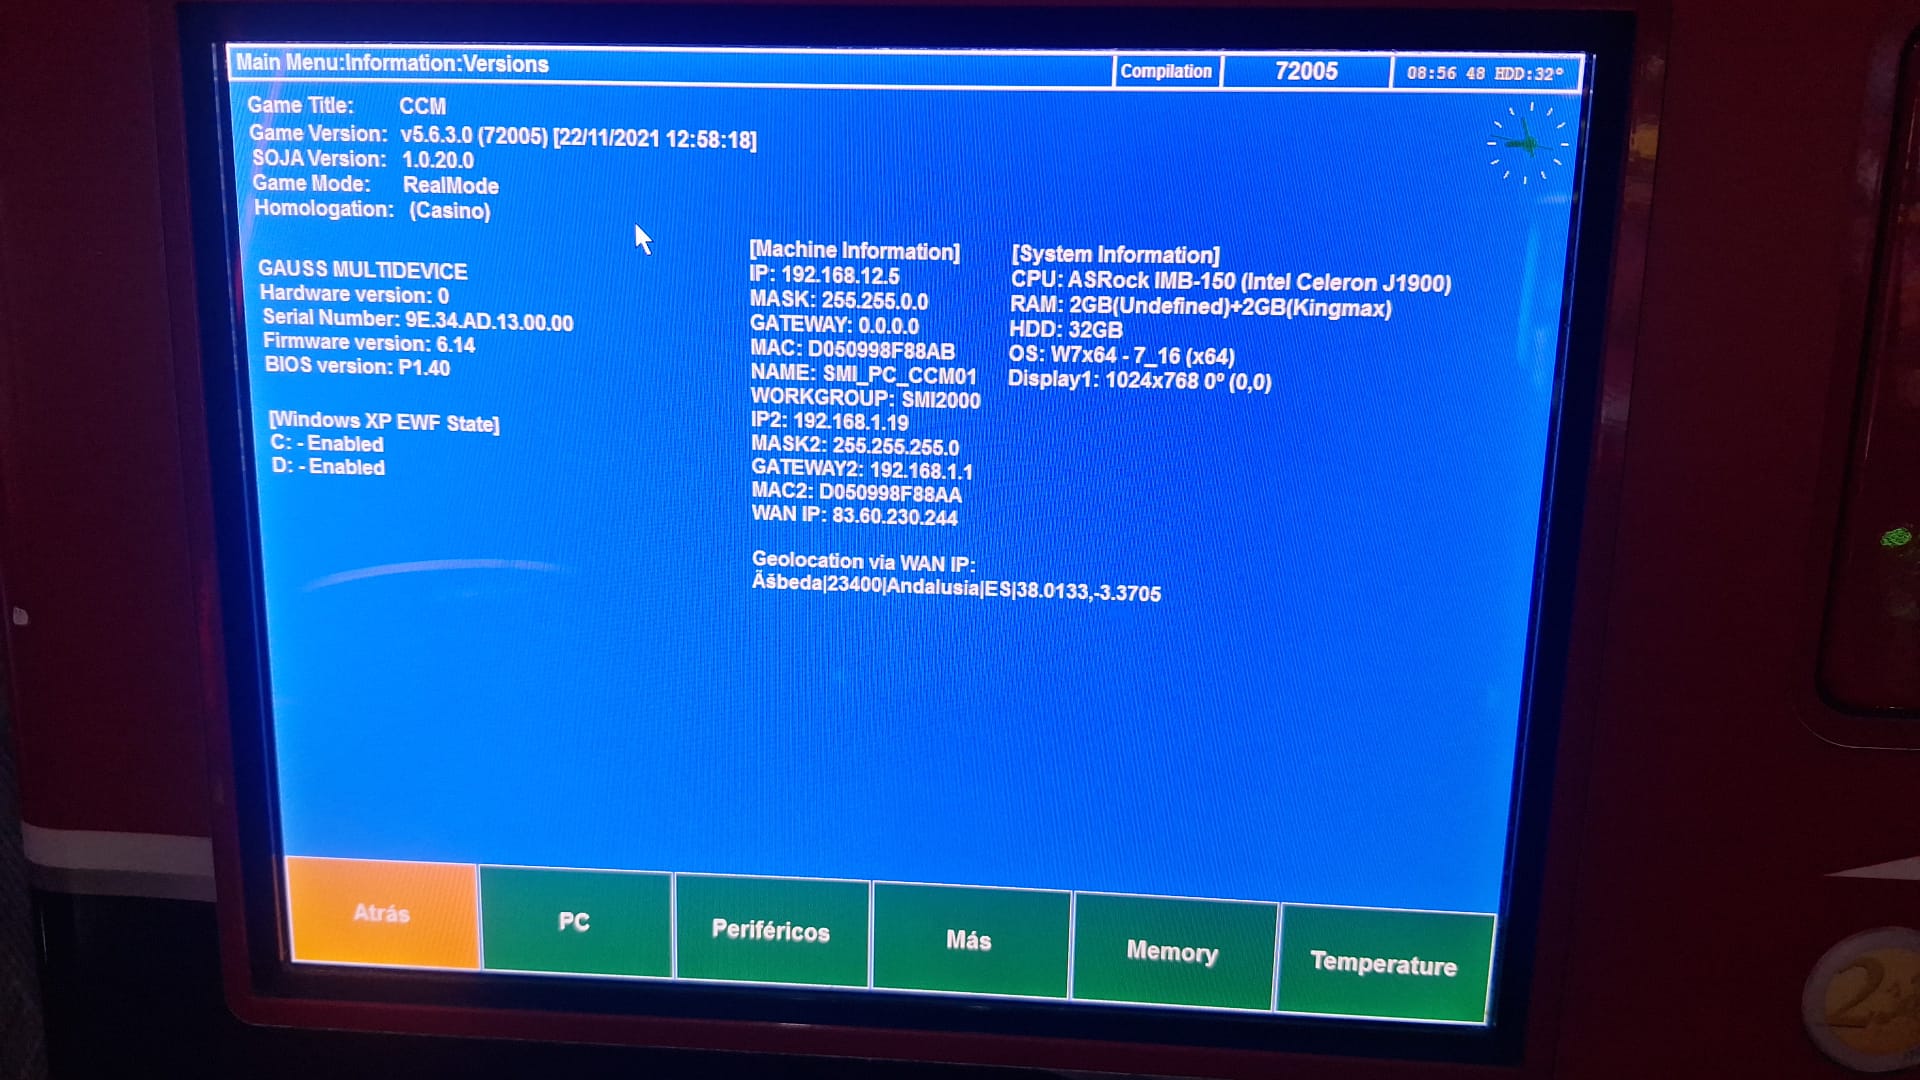 Main Menu:Information:Versions
Compilation
72005
08:56 48 HDD:32°
Game Title: CCM
Game Version: v5.6.3.0 (72005) [22/11/2021 12:58:18]
SOJA Version: 1.0.20.0
Game Mode: RealMode
Homologation: (Casino)
GAUSS MULTIDEVICE
Hardware version: 0
Serial Number: 9E.34.AD.13.00.00
Firmware version: 6.14
BIOS version: P1.40
[Windows XP EWF State]
C: - Enabled
D: - Enabled
[Machine Information]
IP: 192.168.12.5
MASK: 255.255.0.0
GATEWAY: 0.0.0.0
MAC: D050998F88AB
NAME: SMI_PC_CCM01
WORKGROUP: SMI2000
IP2: 192.168.1.19
MASK2: 255.255.255.0
GATEWAY2: 192.168.1.1
MAC2: D050998F88AA
WAN IP: 83.60.230.244
Geolocation via WAN IP:
Ãšbeda|23400|Andalusia|ES|38.0133,-3.3705
[System Information]
CPU: ASRock IMB-150 (Intel Celeron J1900)
RAM: 2GB(Undefined)+2GB(Kingmax)
HDD: 32GB
OS: W7x64 - 7_16 (x64)
Display1: 1024x768 0º (0,0)
Atrás
PC
Periféricos
Más
Memory
Temperature
2